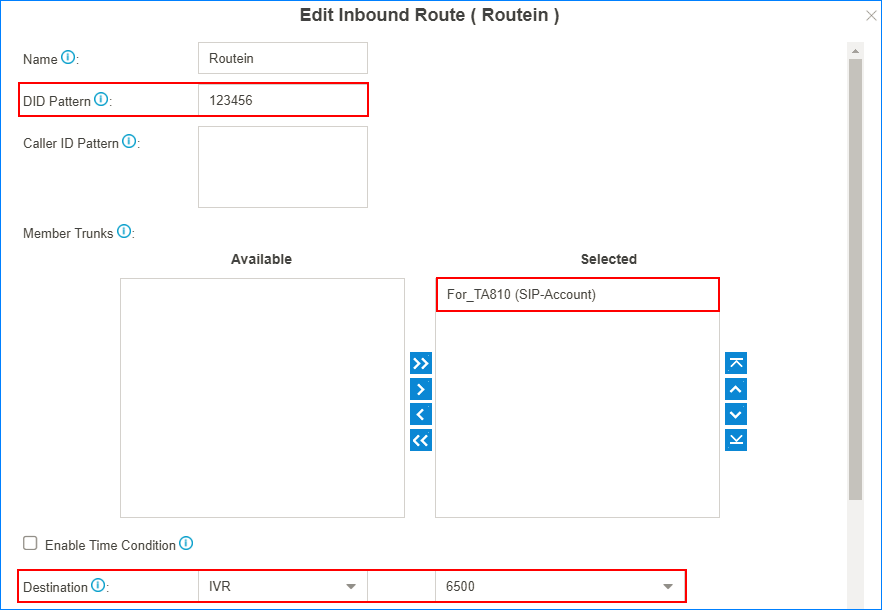 Edit Inbound Route ( Routein )
Name :
Routein
DID Pattern :
123456
Caller ID Pattern :
Member Trunks :
Available
Selected
For_TA810 (SIP-Account)
Enable Time Condition
Destination :
IVR
6500